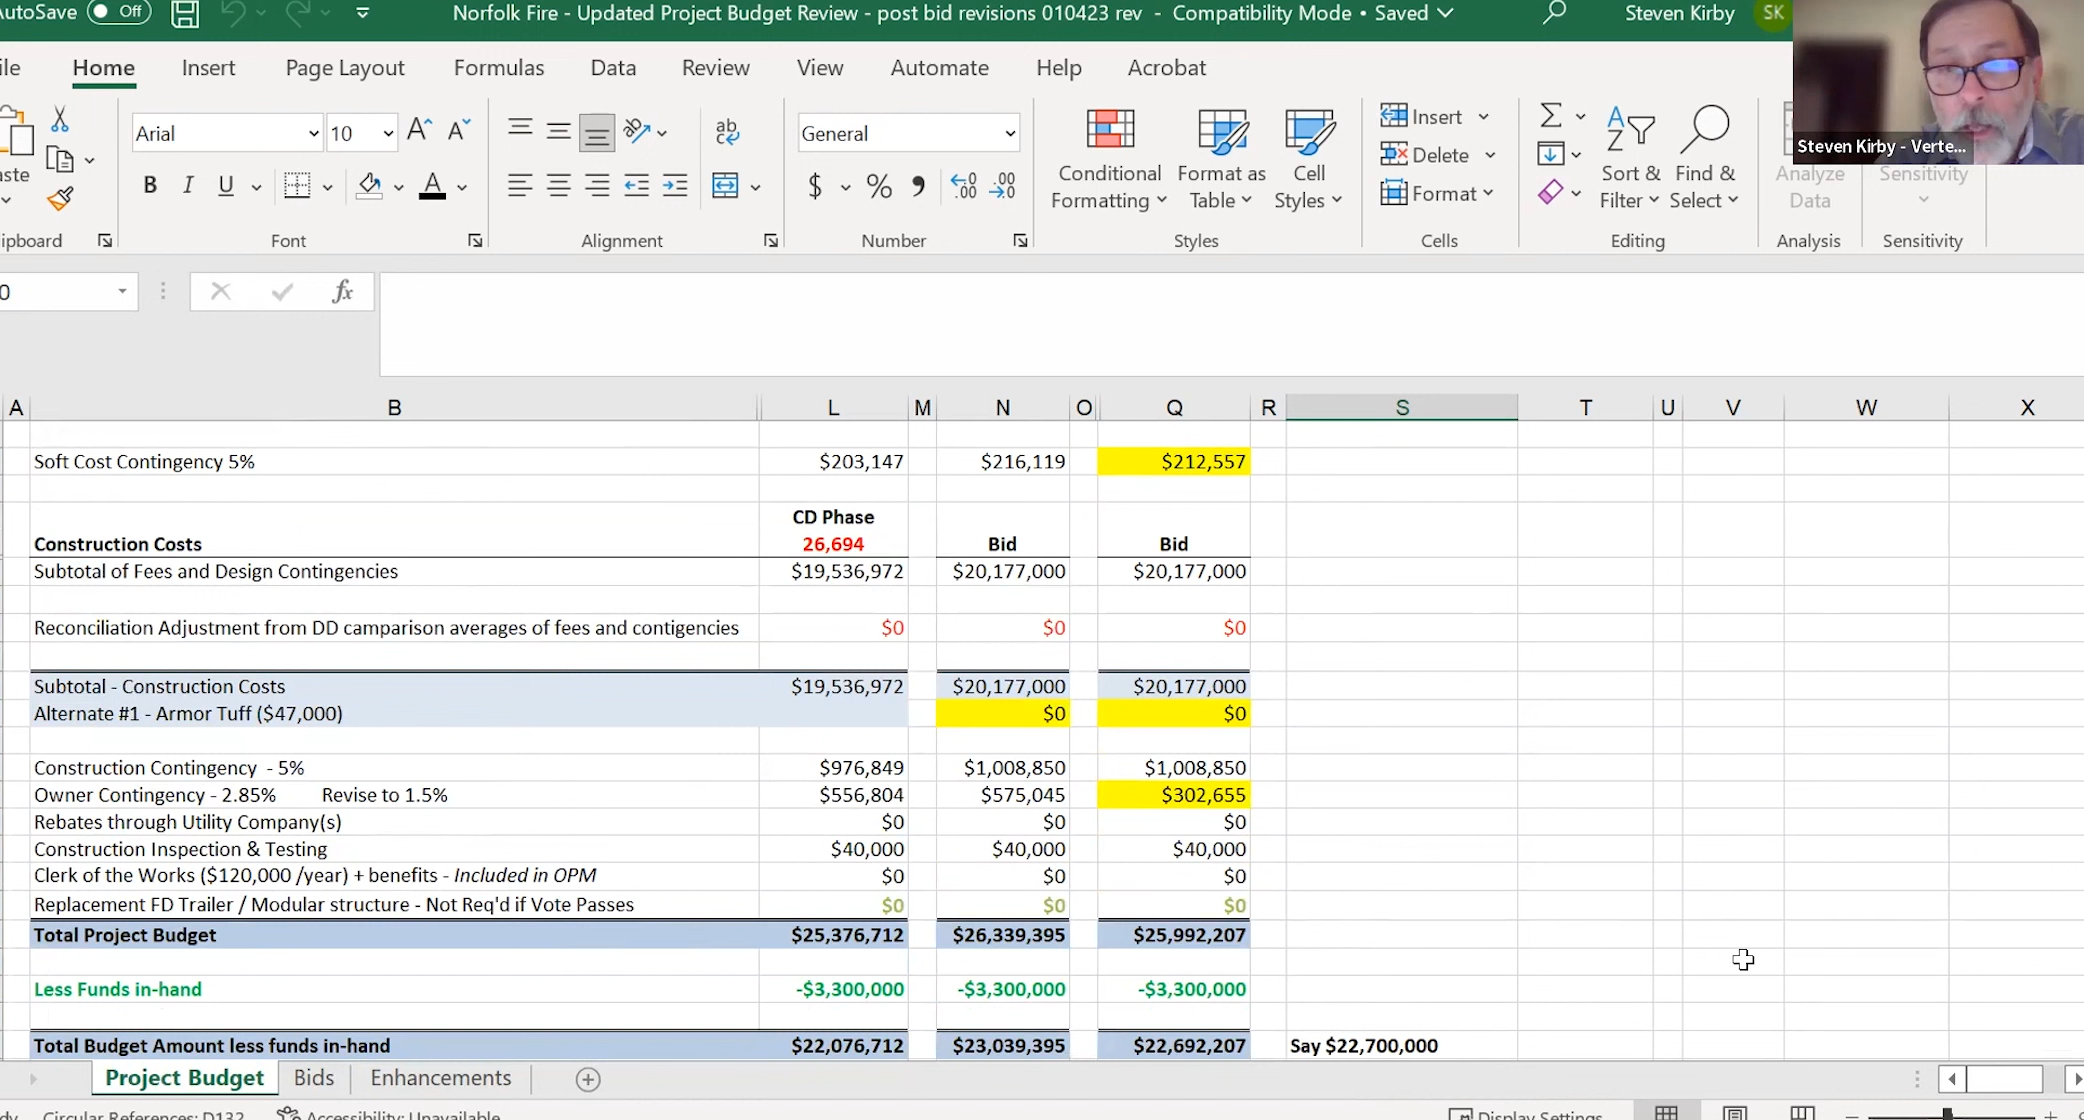 AutoSave Off Norfolk Fire - Updated Project Budget Review - post bid revisions 010423 rev - Compatibility Mode • Saved Steven Kirby SK
Home Insert Page Layout Formulas Data Review View Automate Help Acrobat
Arial 10 General
Insert
Delete
Format
Conditional Formatting
Format as Table
Cell Styles
Sort & Filter
Find & Select
Analyze Data
Sensitivity
Font Alignment Number Styles Cells Editing Analysis Sensitivity
Steven Kirby - Verte...
fx
A B L M N O Q R S T U V W X
Soft Cost Contingency 5% $203,147 $216,119 $212,557
CD Phase
Construction Costs 26,694 Bid Bid
Subtotal of Fees and Design Contingencies $19,536,972 $20,177,000 $20,177,000
Reconciliation Adjustment from DD camparison averages of fees and contigencies $0 $0 $0
Subtotal - Construction Costs $19,536,972 $20,177,000 $20,177,000
Alternate #1 - Armor Tuff ($47,000) $0 $0
Construction Contingency - 5% $976,849 $1,008,850 $1,008,850
Owner Contingency - 2.85% Revise to 1.5% $556,804 $575,045 $302,655
Rebates through Utility Company(s) $0 $0 $0
Construction Inspection & Testing $40,000 $40,000 $40,000
Clerk of the Works ($120,000 /year) + benefits - Included in OPM $0 $0 $0
Replacement FD Trailer / Modular structure - Not Req'd if Vote Passes $0 $0 $0
Total Project Budget $25,376,712 $26,339,395 $25,992,207
Less Funds in-hand -$3,300,000 -$3,300,000 -$3,300,000
Total Budget Amount less funds in-hand $22,076,712 $23,039,395 $22,692,207 Say $22,700,000
Project Budget Bids Enhancements
Circular References: D132 Accessibility: Unavailable Display Settings